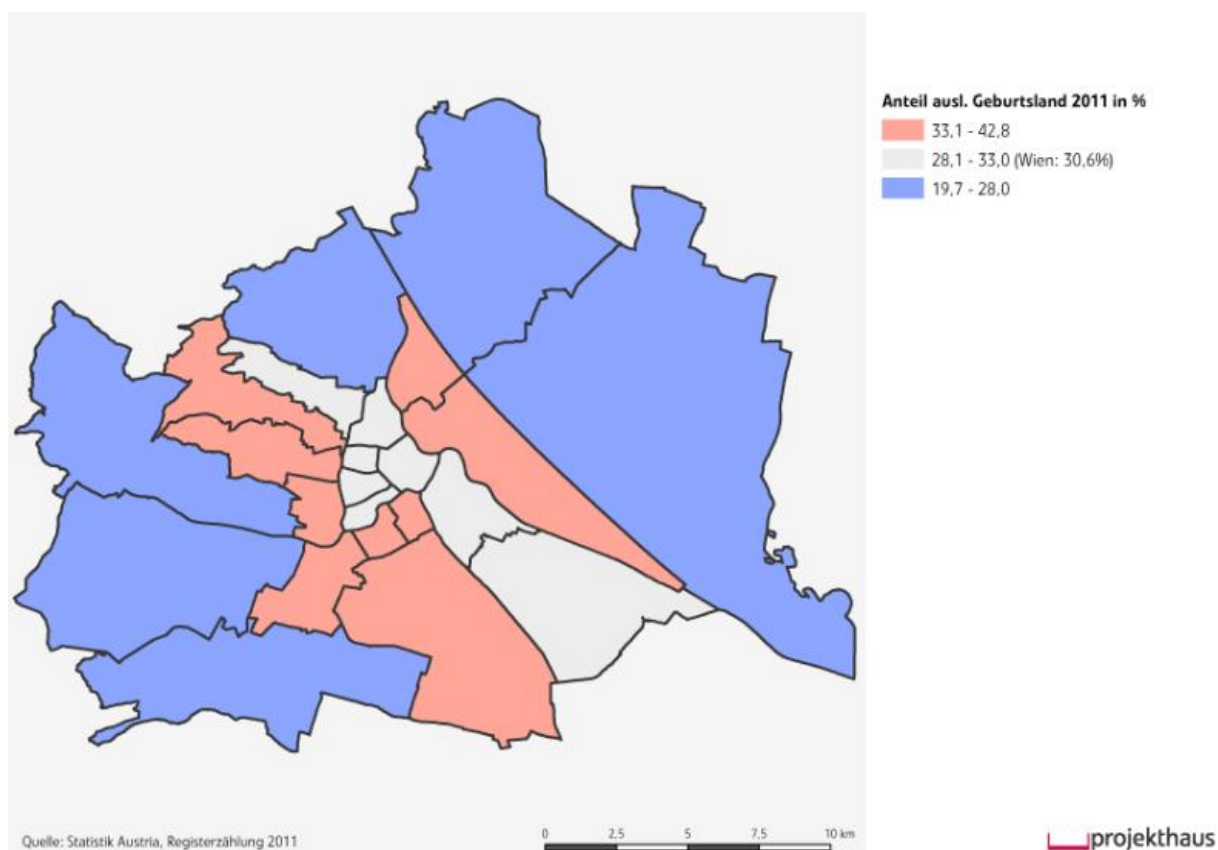 Anteil ausl. Geburtsland 2011 in %
33,1 - 42,8
28,1 - 33,0 (Wien: 30,6%)
19,7 - 28,0
Quelle: Statistik Austria, Registerzählung 2011
0 2,5 5 7,5 10 km
projekthaus